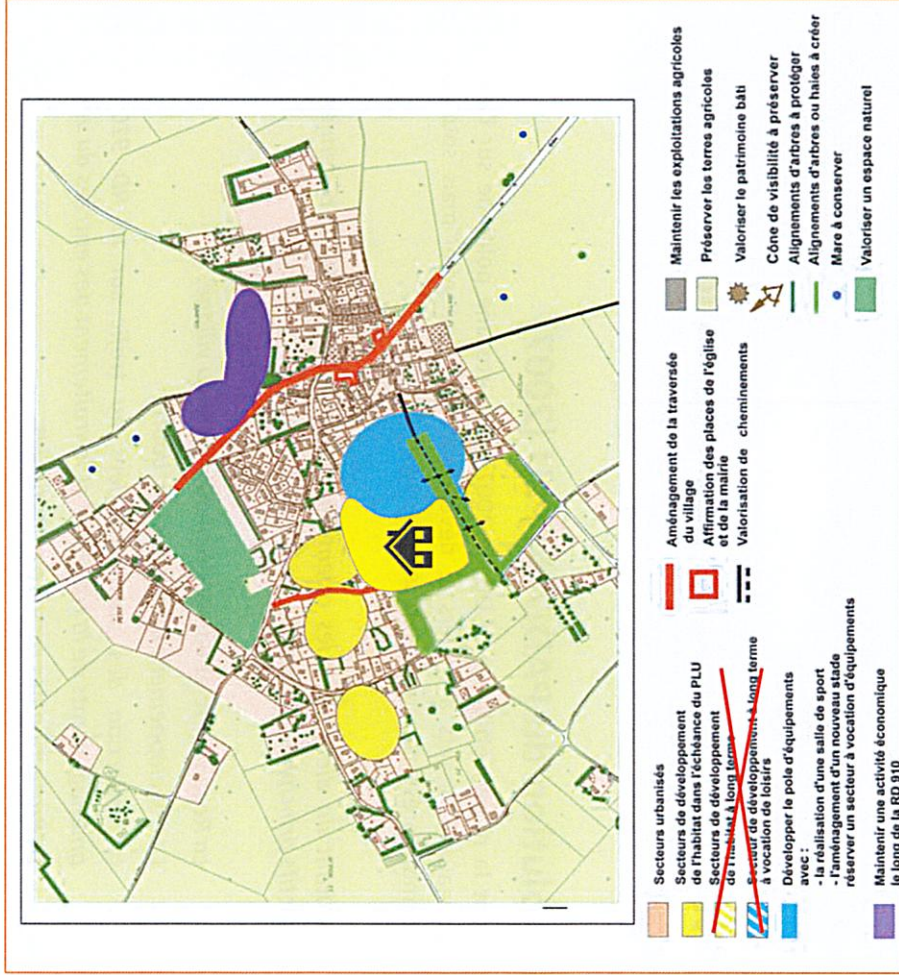 Secteurs urbanisés
Secteurs de développement
de l'habitat dans l'échéance du PLU
Secteurs de développement
de l'habitat à long terme
Secteur de développement à long terme
à vocation de loisirs
Développer le pole d'équipements
avec :
- la réalisation d'une salle de sport
- l'aménagement d'un nouveau stade
réserver un secteur à vocation d'équipements
Maintenir une activité économique
le long de la RD 910
Aménagement de la traversée
du village
Affirmation des places de l'église
et de la mairie
Valorisation de cheminements
Maintenir les exploitations agricoles
Préserver les terres agricoles
Valoriser le patrimoine bâti
Cône de visibilité à préserver
Alignements d'arbres à protéger
Alignements d'arbres ou haies à créer
Mare à conserver
Valoriser un espace naturel